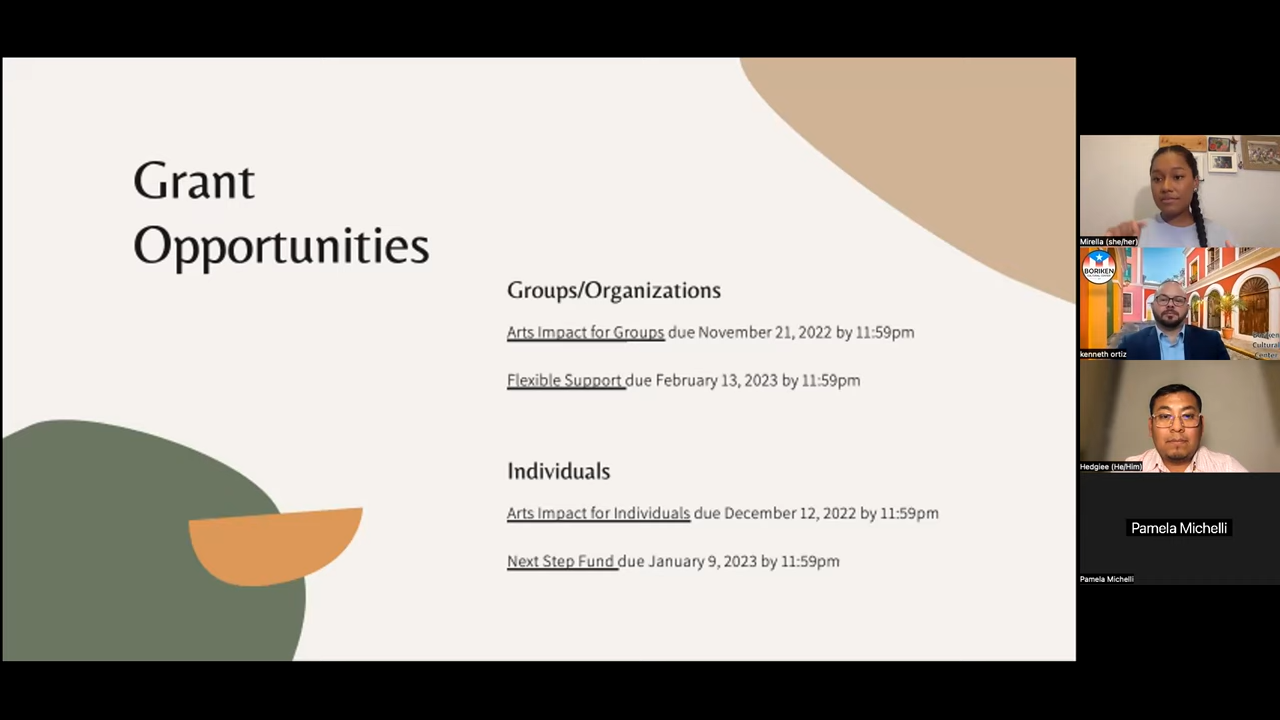 Grant
Opportunities
Groups/Organizations
Arts Impact for Groups due November 21, 2022 by 11:59pm
Flexible Support due February 13, 2023 by 11:59pm
Individuals
Arts Impact for Individuals due December 12, 2022 by 11:59pm
Next Step Fund due January 9, 2023 by 11:59pm
Mirella (she/her)
BORIKEN
Boriken
Cultural
Center
kenneth ortiz
Hedgiee (He/Him)
Pamela Michelli
Pamela Michelli